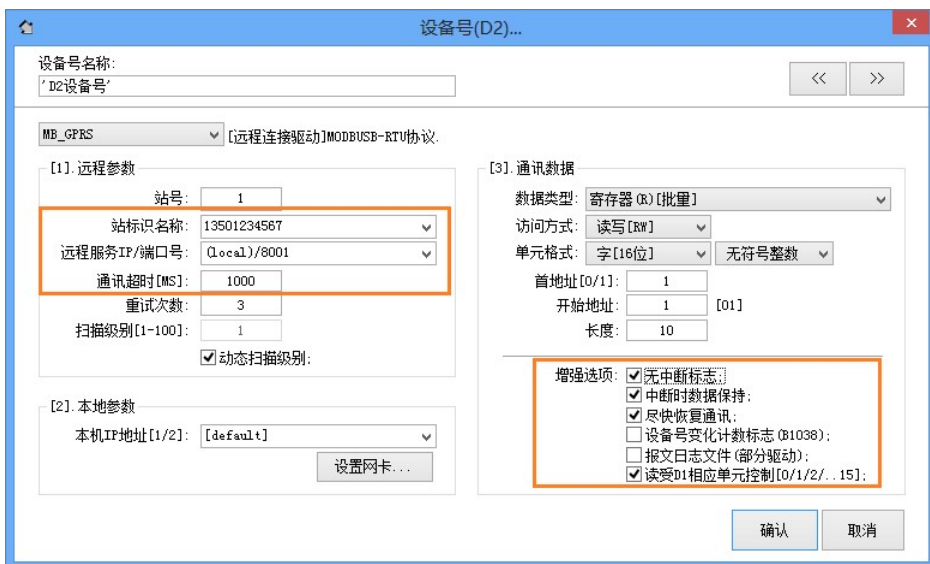 设备号(D2)...
设备号名称:
'D2设备号'
<<
>>
MB_GPRS
[远程连接驱动]MODBUSB-RTU协议.
[1].远程参数
站号: 1
站标识名称: 13501234567
远程服务IP/端口号: (local)/8001
通讯超时[MS]: 1000
重试次数: 3
扫描级别[1-100]: 1
动态扫描级别;
[2].本地参数
本机IP地址[1/2]: [default]
设置网卡...
[3].通讯数据
数据类型: 寄存器(R)[批量]
访问方式: 读写[RW]
单元格式: 字[16位] 无符号整数
首地址[0/1]: 1
开始地址: 1 [01]
长度: 10
增强选项: 无中断标志;
中断时数据保持;
尽快恢复通讯;
设备号变化计数标志(B1038);
报文日志文件(部分驱动);
读受D1相应单元控制[0/1/2/..15];
确认
取消